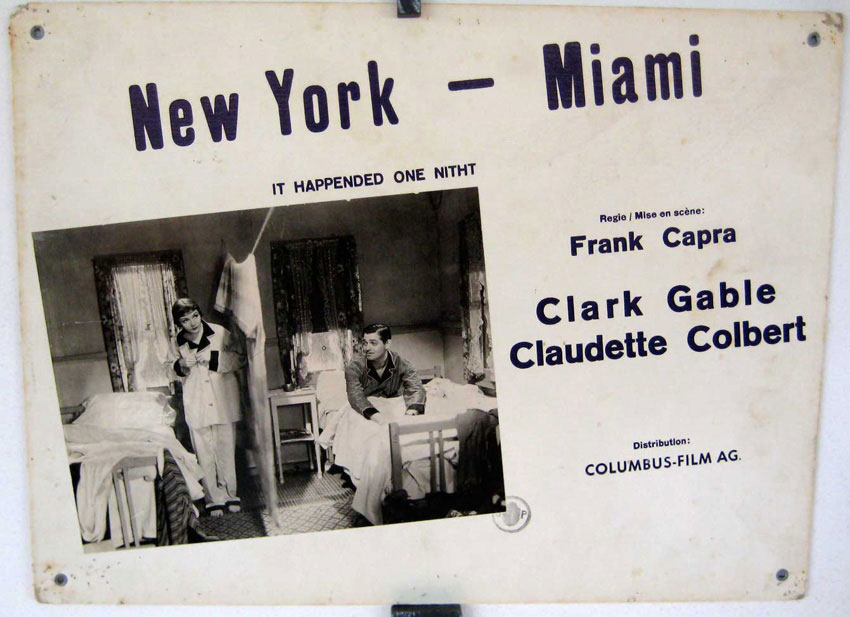 New York – Miami
IT HAPPENDED ONE NITHT
Regie / Mise en scène:
Frank Capra
Clark Gable
Claudette Colbert
Distribution:
COLUMBUS-FILM AG.
P